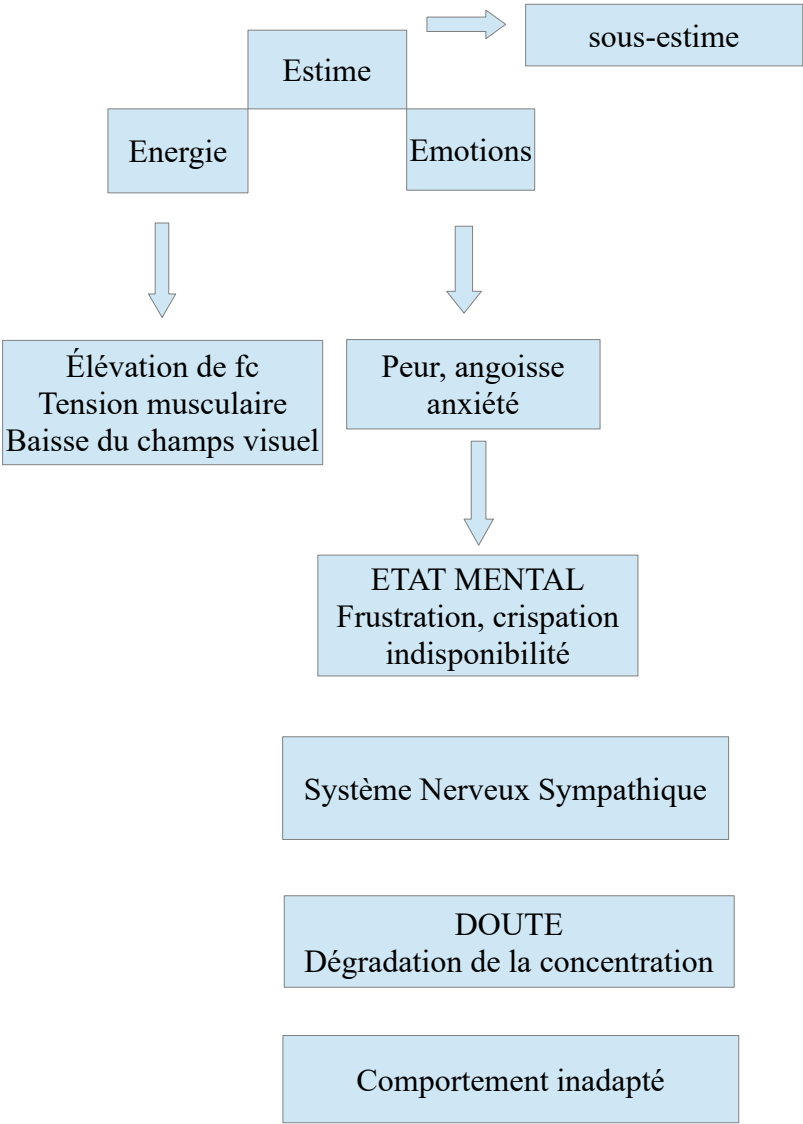 sous-estime
Estime
Energie
Emotions
Élévation de fc
Tension musculaire
Baisse du champs visuel
Peur, angoisse
anxiété
ETAT MENTAL
Frustration, crispation
indisponibilité
Système Nerveux Sympathique
DOUTE
Dégradation de la concentration
Comportement inadapté